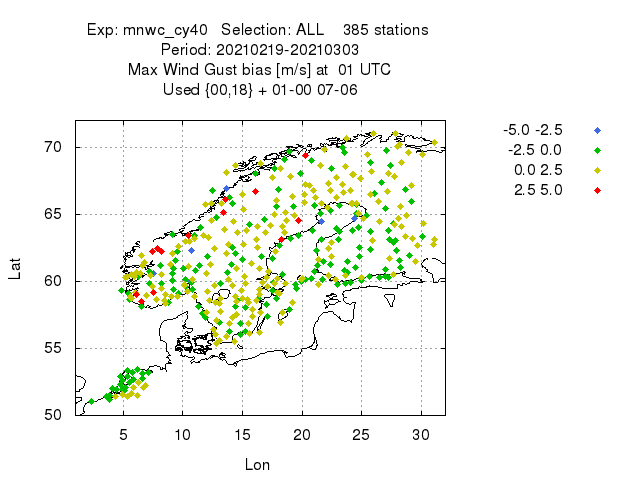 Exp: mnwc_cy40 Selection: ALL 385 stations
Period: 20210219-20210303
Max Wind Gust bias [m/s] at 01 UTC
Used {00,18} + 01-00 07-06
-5.0 -2.5
-2.5 0.0
0.0 2.5
2.5 5.0
70
65
60
55
50
Lat
5 10 15 20 25 30
Lon